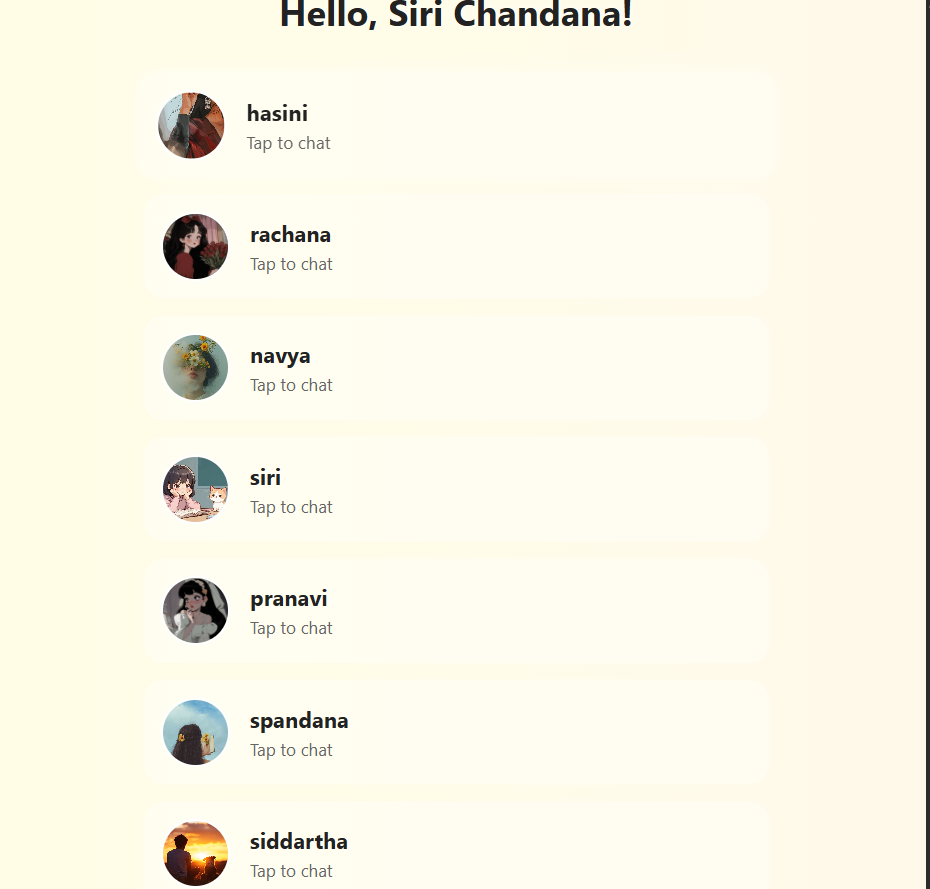 Hello, Siri Chandana!
hasini
Tap to chat
rachana
Tap to chat
navya
Tap to chat
siri
Tap to chat
pranavi
Tap to chat
spandana
Tap to chat
siddartha
Tap to chat